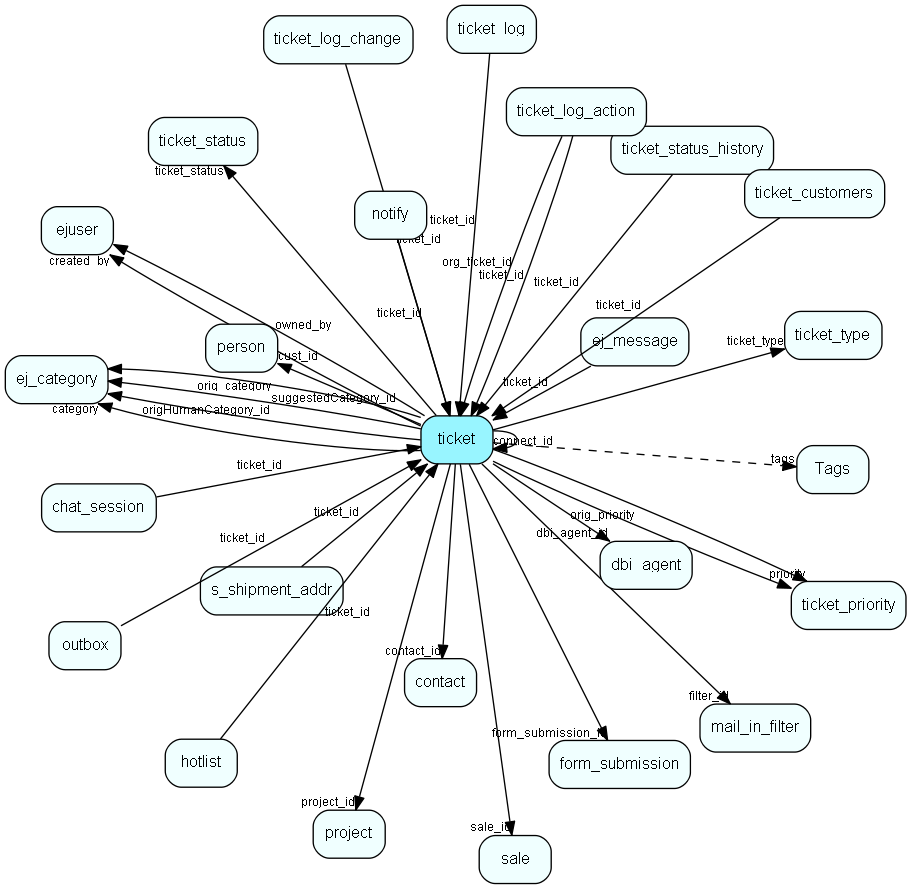 ticket_log
ticket_log_change
ticket_log_action
ticket_status
ticket_status_history
ticket_status
ticket_customers
notify
ticket_id
ejuser
ticket_id
created_by
org_ticket_id
ticket_id
ticket_id
ticket_id
ticket_id
owned_by
ticket_type
ej_message
ticket_type
person
cust_id
ej_category
ticket_id
orig_category
suggestedCategory_id
category
origHumanCategory_id
ticket
connect_id
tags
Tags
ticket_id
chat_session
ticket_id
orig_priority
dbi_agent_id
ticket_id
dbi_agent
priority
s_shipment_addr
ticket_priority
ticket_id
outbox
contact_id
contact
filter_id
mail_in_filter
form_submission_i
hotlist
form_submission
project_id
project
sale_id
sale